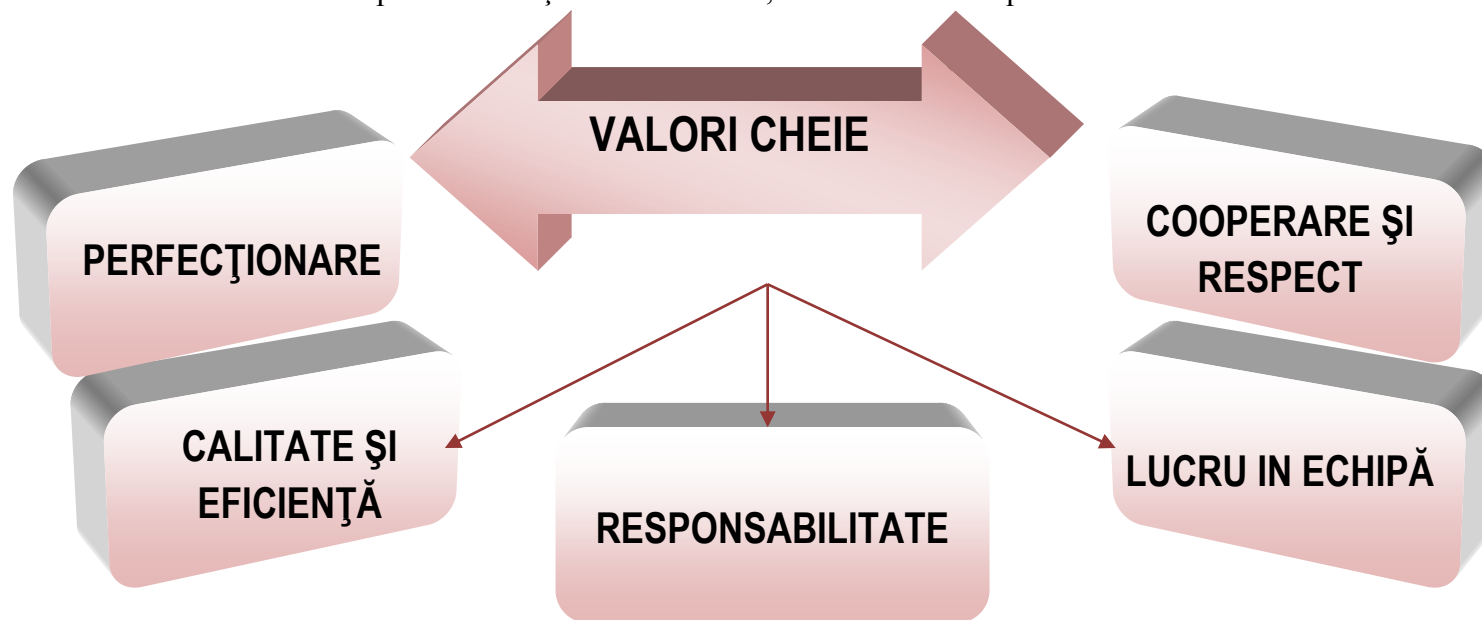 VALORI CHEIE
PERFECŢIONARE
COOPERARE ŞI
RESPECT
CALITATE ŞI
EFICIENŢĂ
RESPONSABILITATE
LUCRU IN ECHIPĂ